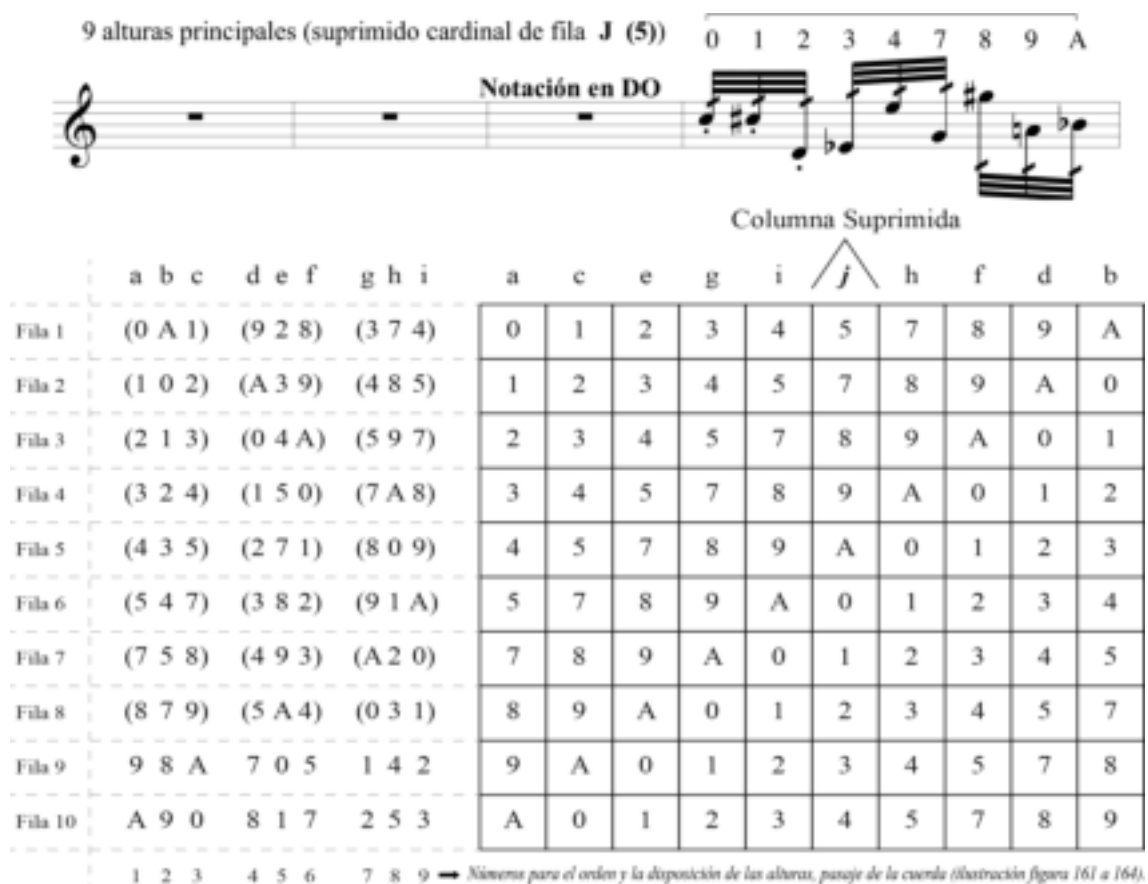 9 alturas principales (suprimido cardinal de fila J (5))
0 1 2 3 4 7 8 9 A
Notación en DO
Columna Suprimida
a b c d e f g h i a c e g i j h f d b
Fila 1 (0 A 1) (9 2 8) (3 7 4) 0 1 2 3 4 5 7 8 9 A
Fila 2 (1 0 2) (A 3 9) (4 8 5) 1 2 3 4 5 7 8 9 A 0
Fila 3 (2 1 3) (0 4 A) (5 9 7) 2 3 4 5 7 8 9 A 0 1
Fila 4 (3 2 4) (1 5 0) (7 A 8) 3 4 5 7 8 9 A 0 1 2
Fila 5 (4 3 5) (2 7 1) (8 0 9) 4 5 7 8 9 A 0 1 2 3
Fila 6 (5 4 7) (3 8 2) (9 1 A) 5 7 8 9 A 0 1 2 3 4
Fila 7 (7 5 8) (4 9 3) (A 2 0) 7 8 9 A 0 1 2 3 4 5
Fila 8 (8 7 9) (5 A 4) (0 3 1) 8 9 A 0 1 2 3 4 5 7
Fila 9 9 8 A 7 0 5 1 4 2 9 A 0 1 2 3 4 5 7 8
Fila 10 A 9 0 8 1 7 2 5 3 A 0 1 2 3 4 5 7 8 9
1 2 3 4 5 6 7 8 9 ➡ Números para el orden y la disposición de las alturas, pasaje de la cuerda (ilustración figura 161 a 164).